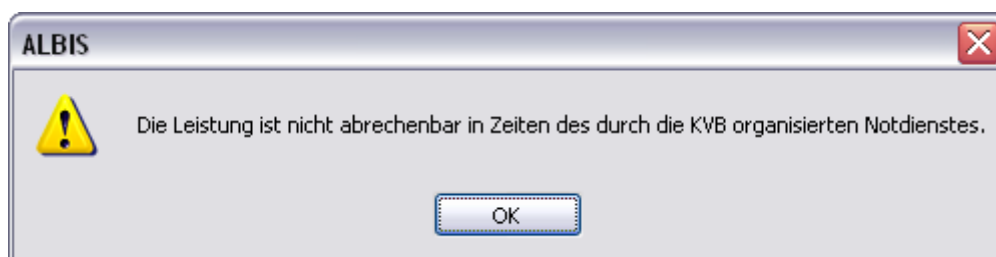 ALBIS
Die Leistung ist nicht abrechenbar in Zeiten des durch die KVB organisierten Notdienstes.
OK